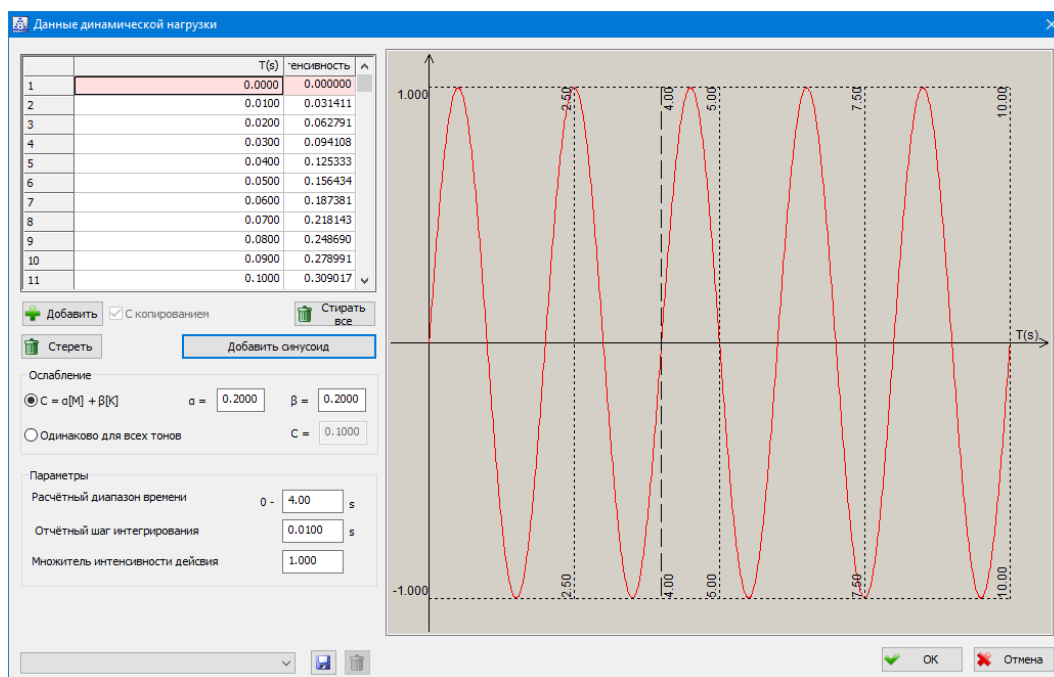 Данные динамической нагрузки
T(s) тенсивность
1 0.0000 0.000000
2 0.0100 0.031411
3 0.0200 0.062791
4 0.0300 0.094108
5 0.0400 0.125333
6 0.0500 0.156434
7 0.0600 0.187381
8 0.0700 0.218143
9 0.0800 0.248690
10 0.0900 0.278991
11 0.1000 0.309017
Добавить С копированием Стирать все
Стереть Добавить синусоид
Ослабление
C = α[M] + β[K] α = 0.2000 β = 0.2000
Одинаково для всех тонов C = 0.1000
Параметры
Расчётный диапазон времени 0 - 4.00 s
Отчётный шаг интегрирования 0.0100 s
Множитель интенсивности дейсвия 1.000
1.000 2.50 4.00 5.00 7.50 10.00
T(s)
-1.000 2.50 4.00 5.00 7.50 10.00
OK Отмена